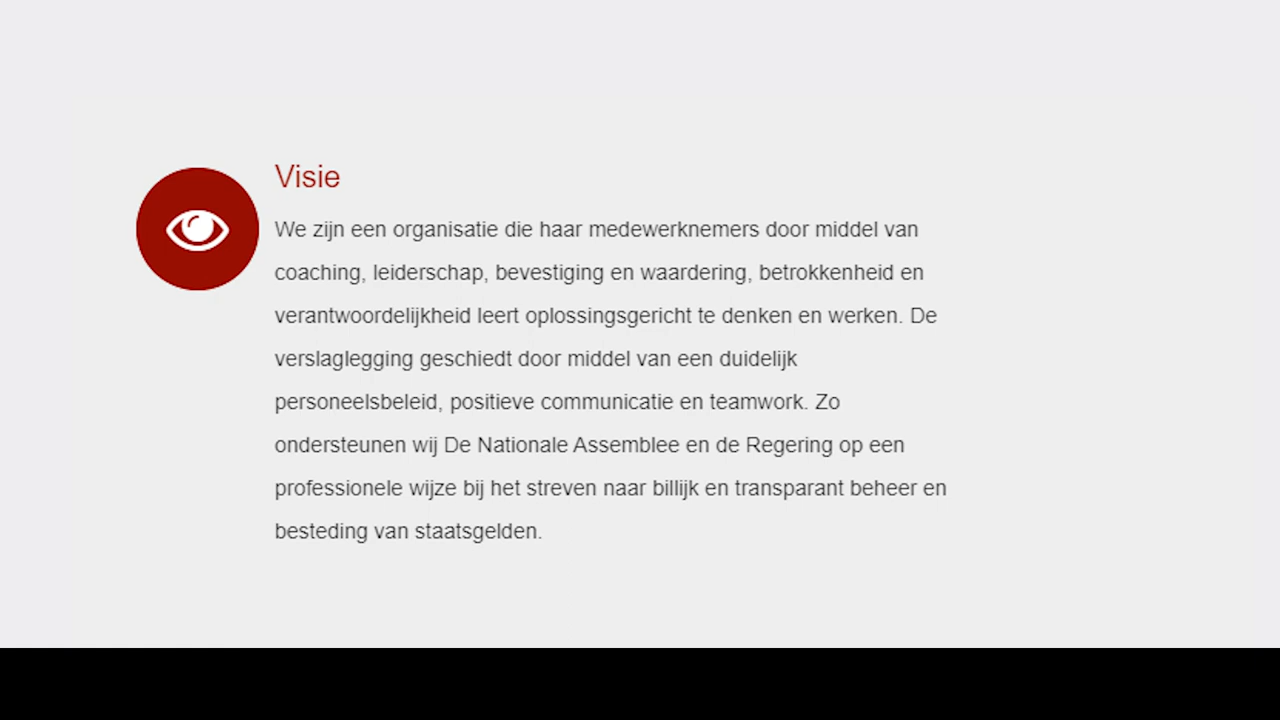 Visie
We zijn een organisatie die haar medewerknemers door middel van
coaching, leiderschap, bevestiging en waardering, betrokkenheid en
verantwoordelijkheid leert oplossingsgericht te denken en werken. De
verslaglegging geschiedt door middel van een duidelijk
personeelsbeleid, positieve communicatie en teamwork. Zo
ondersteunen wij De Nationale Assemblee en de Regering op een
professionele wijze bij het streven naar billijk en transparant beheer en
besteding van staatsgelden.